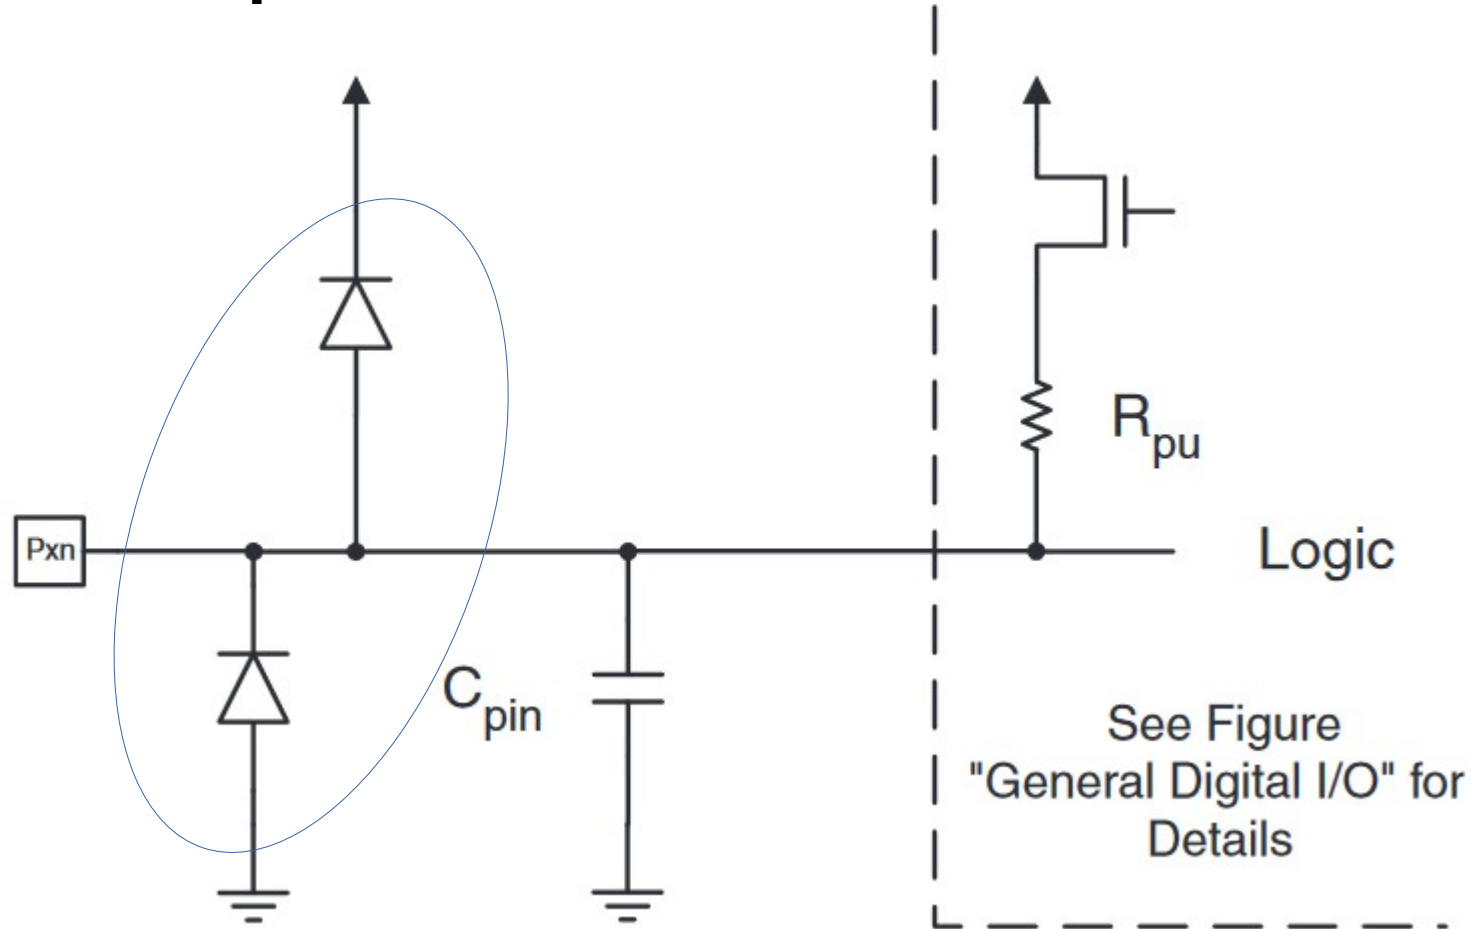 Pxn
C
pin
R
pu
Logic
See Figure
"General Digital I/O" for
Details